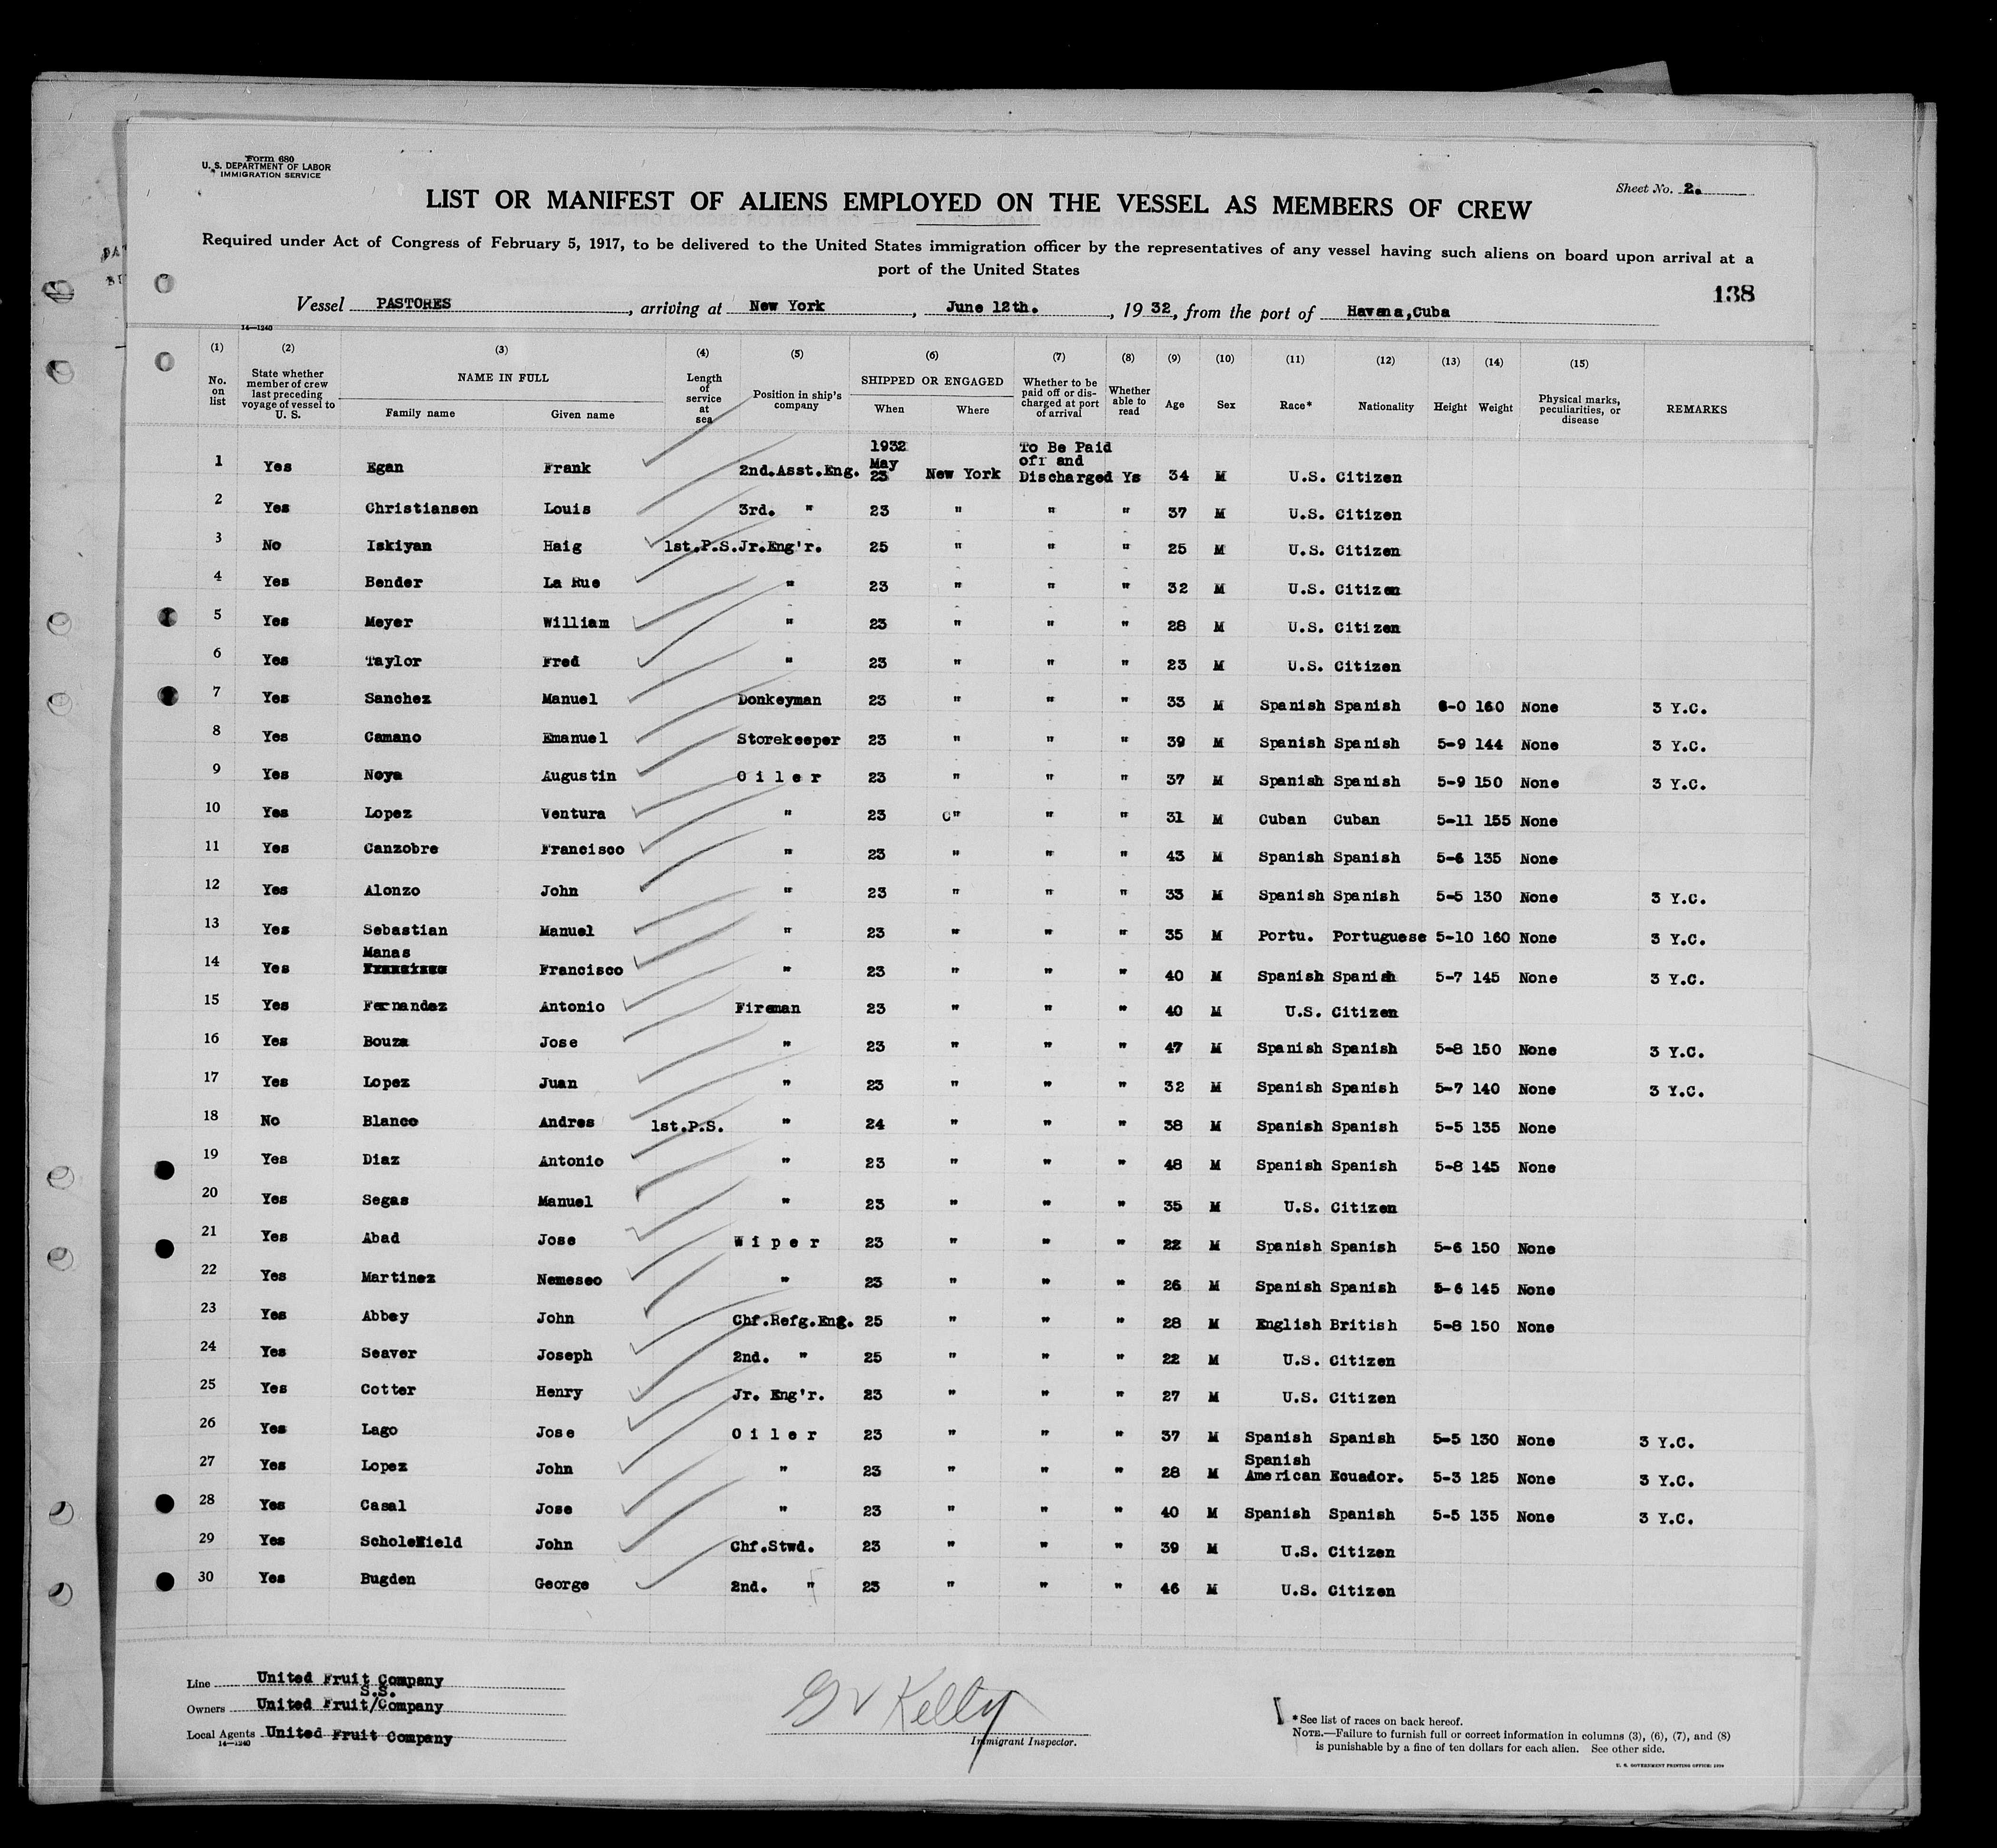 Form 680
U. S. DEPARTMENT OF LABOR
IMMIGRATION SERVICE
Sheet No. 2.
LIST OR MANIFEST OF ALIENS EMPLOYED ON THE VESSEL AS MEMBERS OF CREW
Required under Act of Congress of February 5, 1917, to be delivered to the United States immigration officer by the representatives of any vessel having such aliens on board upon arrival at a
port of the United States
138
Vessel PASTORES, arriving at New York, June 12th., 1932, from the port of Havana,Cuba
14—1240
(1) (2) (3) (4) (5) (6) (7) (8) (9) (10) (11) (12) (13) (14) (15)
No. on list State whether member of crew last preceding voyage of vessel to U. S. NAME IN FULL Family name Given name Length of service at sea Position in ship's company SHIPPED OR ENGAGED When Where Whether to be paid off or discharged at port of arrival Whether able to read Age Sex Race* Nationality Height Weight Physical marks, peculiarities, or disease REMARKS
1932 To Be Paid
May off and
1 Yes Egan Frank 2nd.Asst.Eng. 23 New York Discharged Ys 34 M U.S. Citizen
2 Yes Christiansen Louis 3rd. " 23 " " " 37 M U.S. Citizen
3 No Iskiyan Haig 1st.P.S. Jr.Eng'r. 25 " " " 25 M U.S. Citizen
4 Yes Bender La Rue " 23 " " " 32 M U.S. Citizen
5 Yes Meyer William " 23 " " " 28 M U.S. Citizen
6 Yes Taylor Fred " 23 " " " 23 M U.S. Citizen
7 Yes Sanchez Manuel Donkeyman 23 " " " 33 M Spanish Spanish 6-0 160 None 3 Y.C.
8 Yes Camano Emanuel Storekeeper 23 " " " 39 M Spanish Spanish 5-9 144 None 3 Y.C.
9 Yes Noya Augustin Oiler 23 " " " 37 M Spanish Spanish 5-9 150 None 3 Y.C.
10 Yes Lopez Ventura " 23 C" " " 31 M Cuban Cuban 5-11 155 None
11 Yes Canzobre Francisco " 23 " " " 43 M Spanish Spanish 5-6 135 None
12 Yes Alonzo John " 23 " " " 33 M Spanish Spanish 5-5 130 None 3 Y.C.
13 Yes Sebastian Manuel " 23 " " " 35 M Portu. Portuguese 5-10 160 None 3 Y.C.
14 Yes Manas Francisco " 23 " " " 40 M Spanish Spanish 5-7 145 None 3 Y.C.
15 Yes Fernandez Antonio Fireman 23 " " " 40 M U.S. Citizen
16 Yes Bouza Jose " 23 " " " 47 M Spanish Spanish 5-8 150 None 3 Y.C.
17 Yes Lopez Juan " 23 " " " 32 M Spanish Spanish 5-7 140 None 3 Y.C.
18 No Blanco Andres 1st.P.S. " 24 " " " 38 M Spanish Spanish 5-5 135 None
19 Yes Diaz Antonio " 23 " " " 48 M Spanish Spanish 5-8 145 None
20 Yes Segas Manuel " 23 " " " 35 M U.S. Citizen
21 Yes Abad Jose Wiper 23 " " " 22 M Spanish Spanish 5-6 150 None
22 Yes Martinez Nemeseo " 23 " " " 26 M Spanish Spanish 5-6 145 None
23 Yes Abbey John Chf.Refg.Eng. 25 " " " 28 M English British 5-8 150 None
24 Yes Seaver Joseph 2nd. " 25 " " " 22 M U.S. Citizen
25 Yes Cotter Henry Jr. Eng'r. 23 " " " 27 M U.S. Citizen
26 Yes Lago Jose Oiler 23 " " " 37 M Spanish Spanish 5-5 130 None 3 Y.C.
27 Yes Lopez John " 23 " " " 28 M Spanish American Ecuador. 5-3 125 None 3 Y.C.
28 Yes Casal Jose " 23 " " " 40 M Spanish Spanish 5-5 135 None 3 Y.C.
29 Yes Scholefield John Chf.Stwd. 23 " " " 39 M U.S. Citizen
30 Yes Bugden George 2nd. " 23 " " " 46 M U.S. Citizen
Line United Fruit Company
S.S.
Owners United Fruit/Company
Local Agents United Fruit Company
14—1240
Kelly
Immigrant Inspector.
*See list of races on back hereof.
NOTE.—Failure to furnish full or correct information in columns (3), (6), (7), and (8)
is punishable by a fine of ten dollars for each alien. See other side.